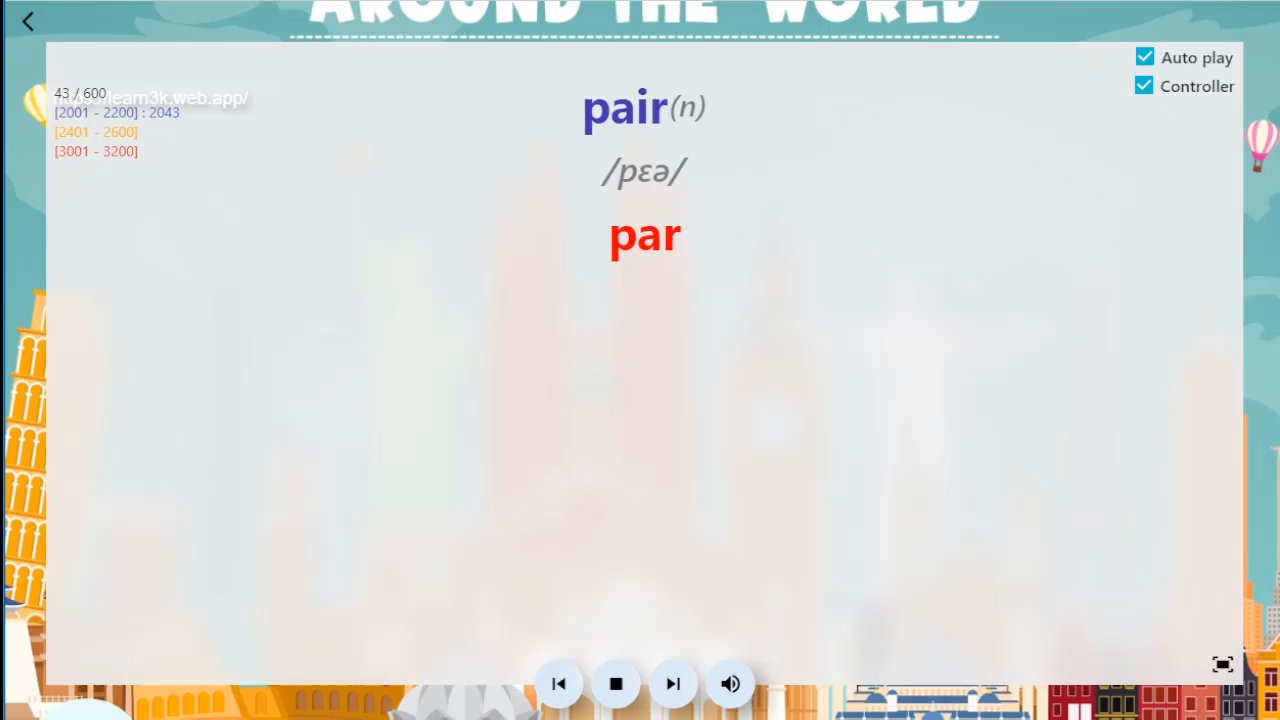 AROUND THE WORLD
Auto play
Controller
43 / 600
https://learn3k.web.app/
[2001 - 2200] : 2043
[2401 - 2600]
[3001 - 3200]
pair(n)
/pɛə/
par